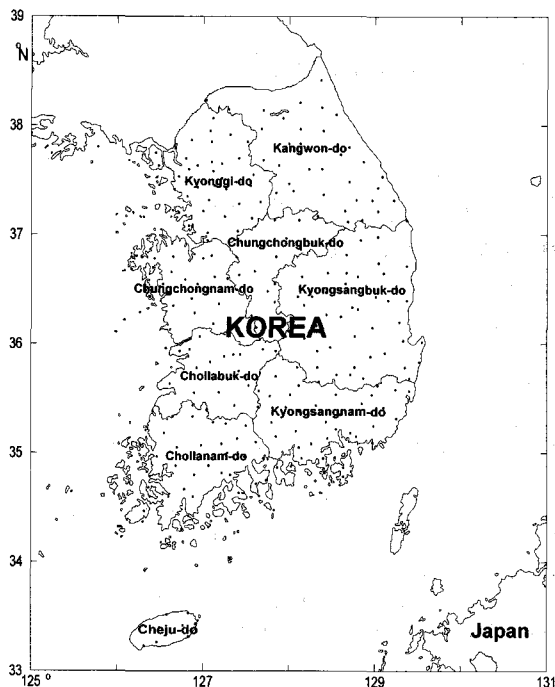 39
°N
38
Kangwon-do
Kyonggi-do
37
Chungchongbuk-do
Chungchongnam-do
Kyongsangbuk-do
KOREA
36
Chollabuk-do
Kyongsangnam-do
35
Chollanam-do
34
Cheju-do
Japan
33
125 °
127
129
131